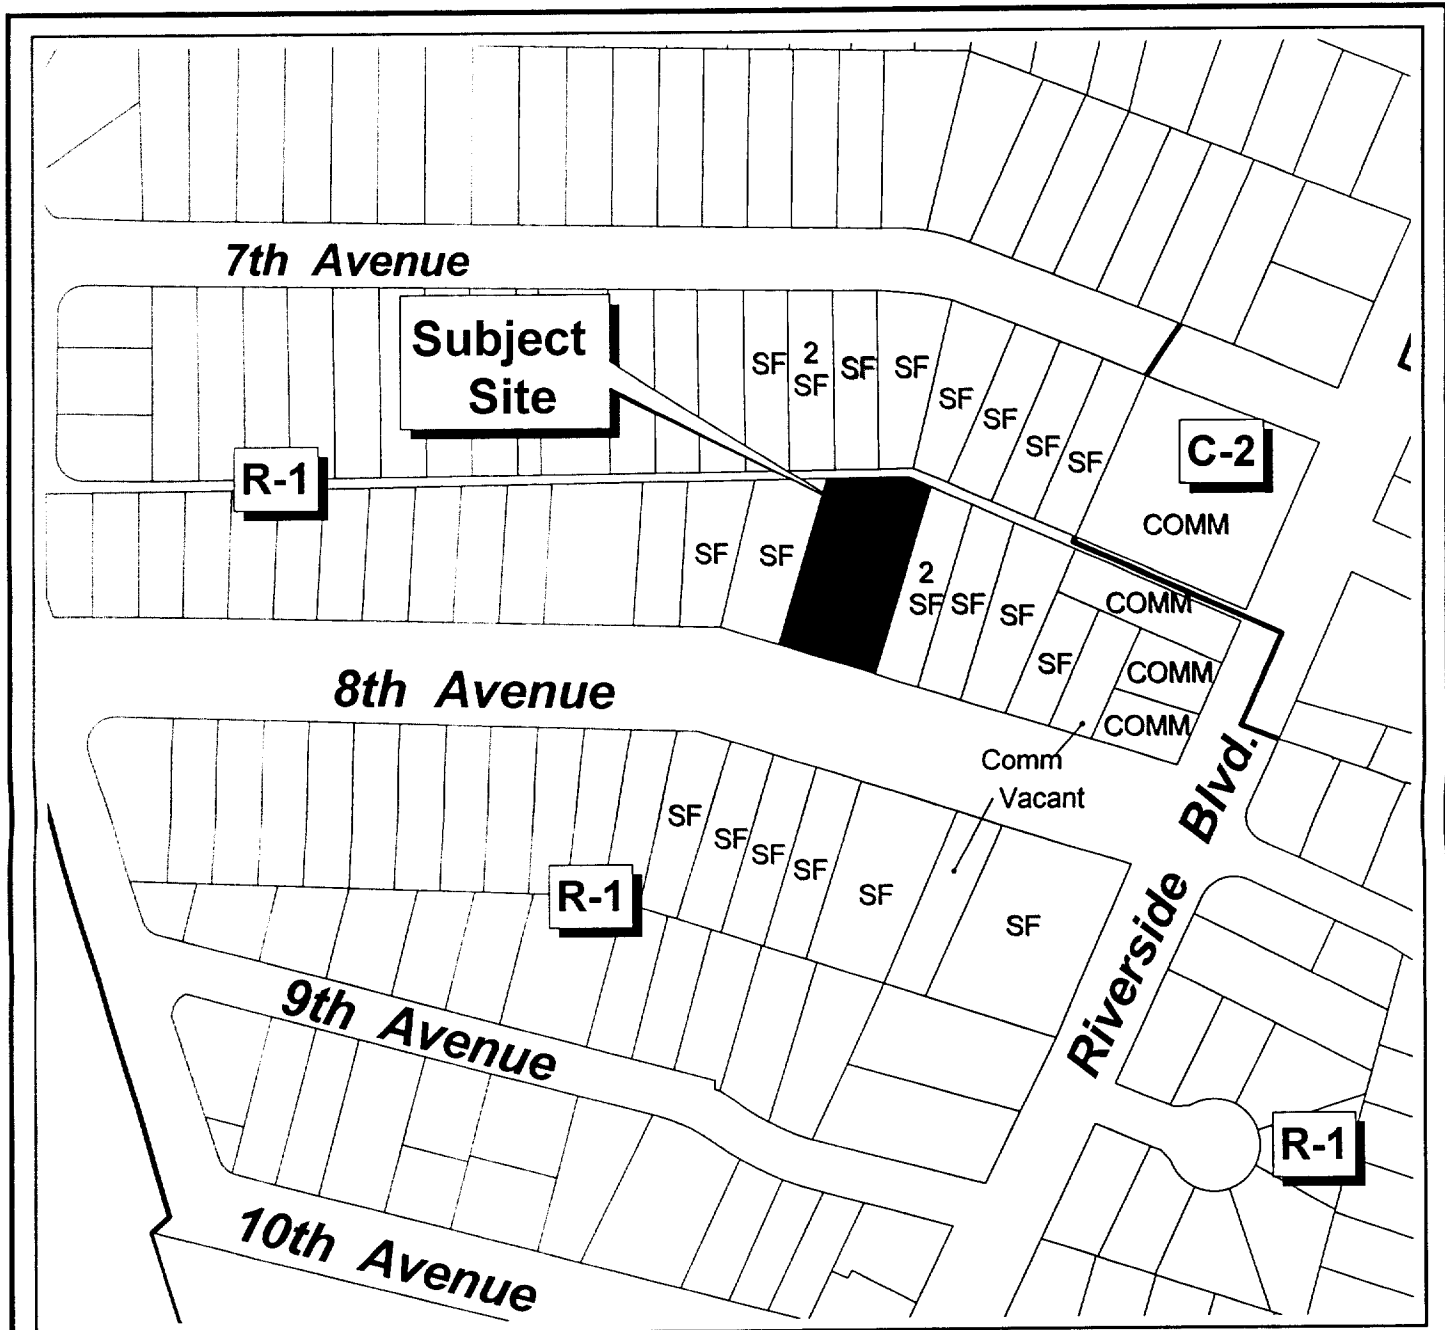 7th Avenue
Subject
Site
SF
2
SF
SF
SF
SF
SF
SF
SF
C-2
COMM
R-1
SF
SF
2
SF
SF
SF
SF
COMM
COMM
COMM
8th Avenue
Comm
Vacant
Riverside Blvd.
SF
SF
SF
SF
SF
SF
R-1
9th Avenue
R-1
10th Avenue